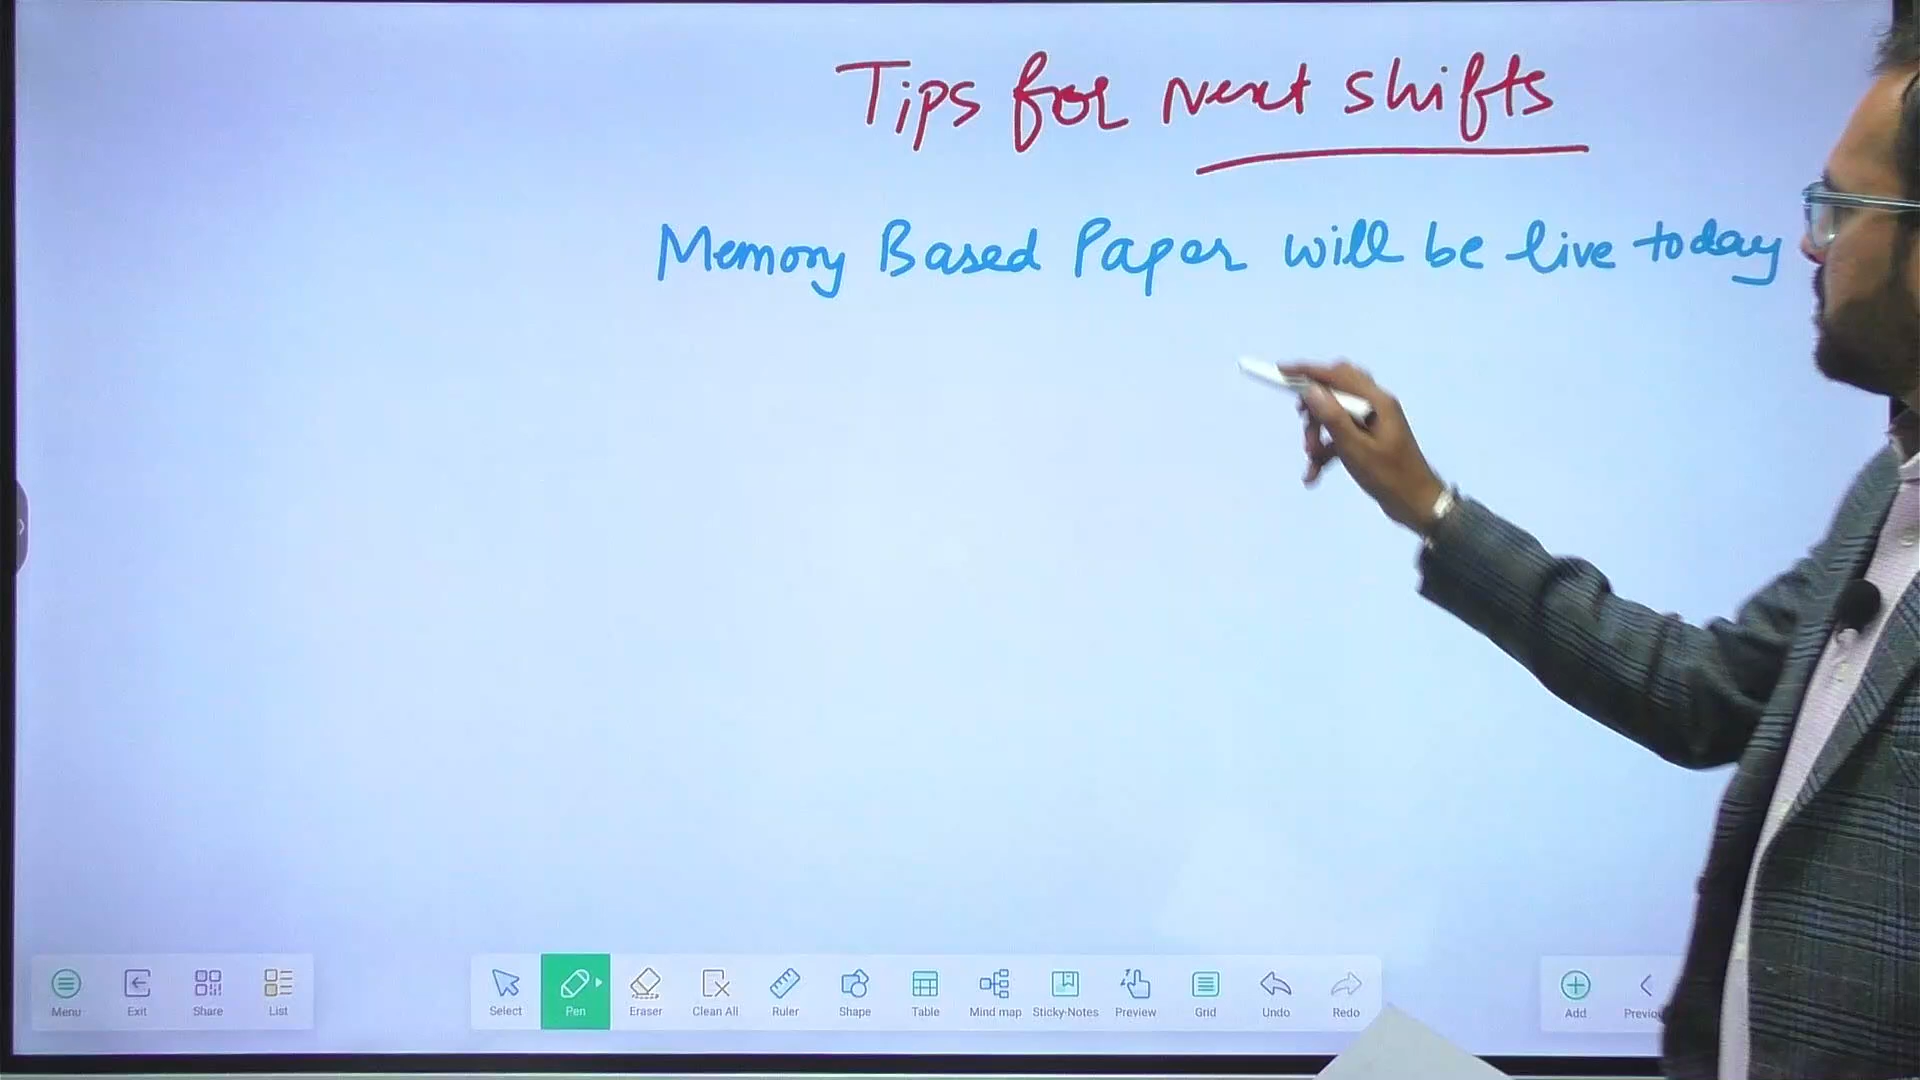 Tips for Next shifts
Memory Based Paper will be live today
Menu Exit Share List Select Pen Eraser Clean All Ruler Shape Table Mind map Sticky-Notes Preview Grid Undo Redo Add Previo